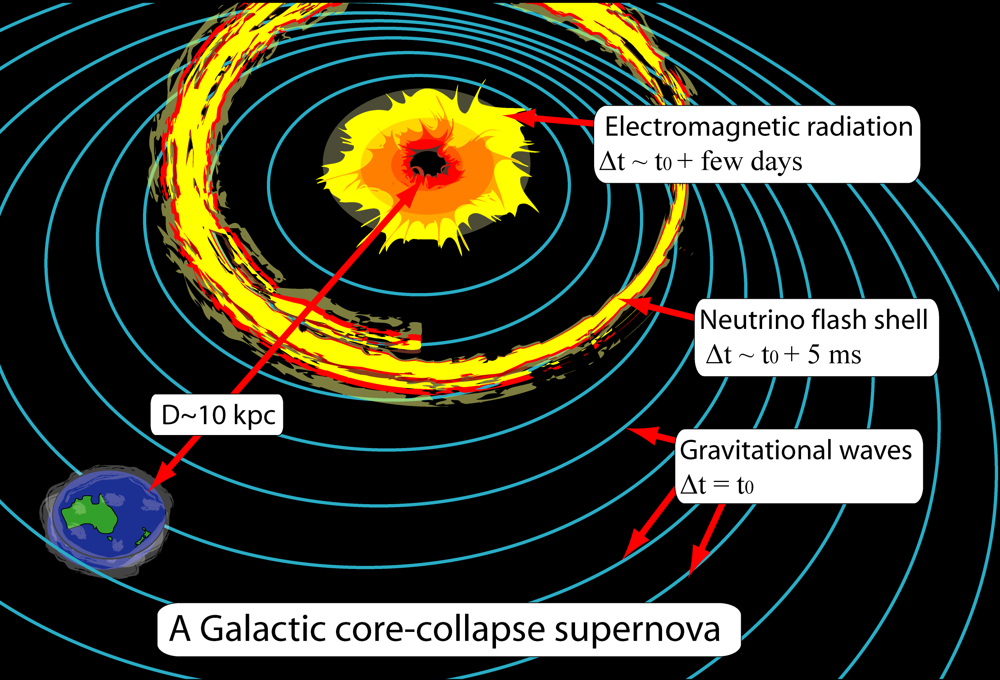 Electromagnetic radiation
Δt ~ t0 + few days
Neutrino flash shell
Δt ~ t0 + 5 ms
D~10 kpc
Gravitational waves
Δt = t0
A Galactic core-collapse supernova